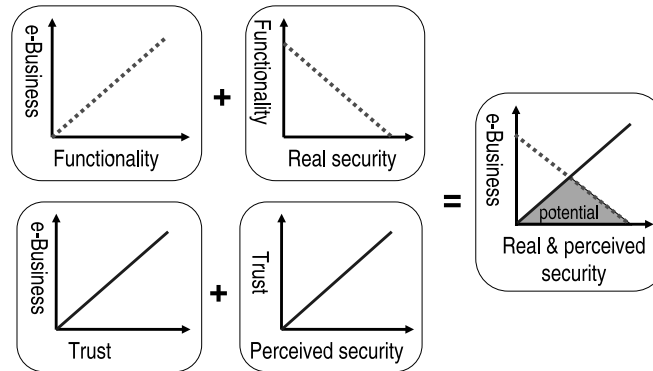 e-Business
Functionality
+
Functionality
Real security
e-Business
Trust
+
Trust
Perceived security
=
e-Business
potential
Real & perceived
security